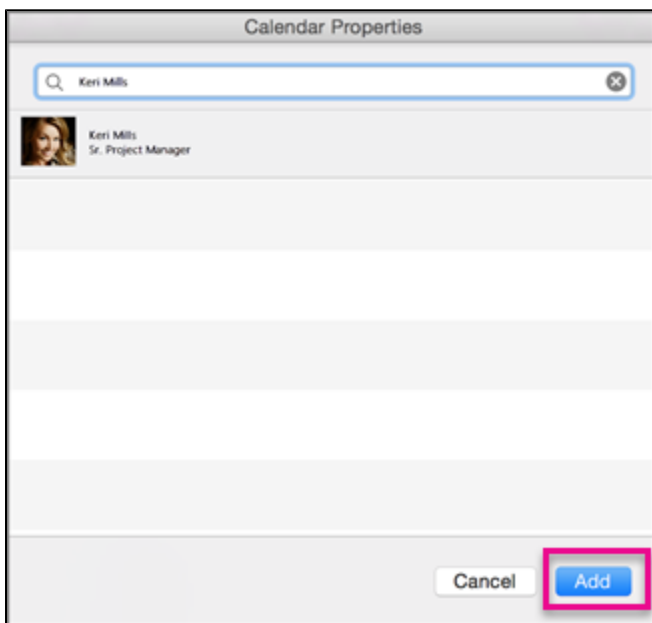 Calendar Properties
Keri Mills
Keri Mills
Sr. Project Manager
Cancel
Add